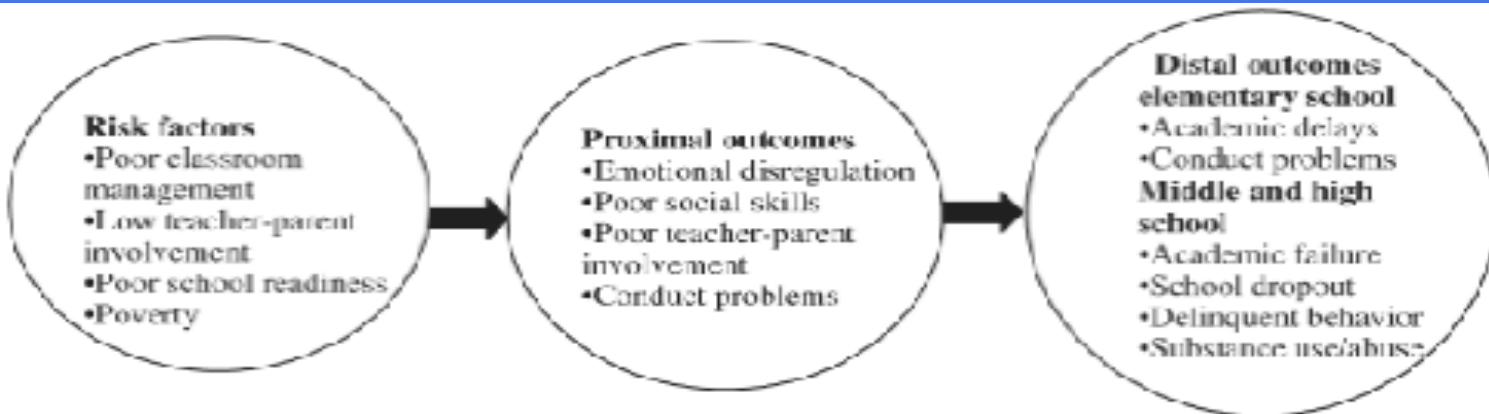 Risk factors
•Poor classroom
management
•Low teacher-parent
involvement
•Poor school readiness
•Poverty
Proximal outcomes
•Emotional disregulation
•Poor social skills
•Poor teacher-parent
involvement
•Conduct problems
Distal outcomes
elementary school
•Academic delays
•Conduct problems
Middle and high
school
•Academic failure
•School dropout
•Delinquent behavior
•Substance use/abuse